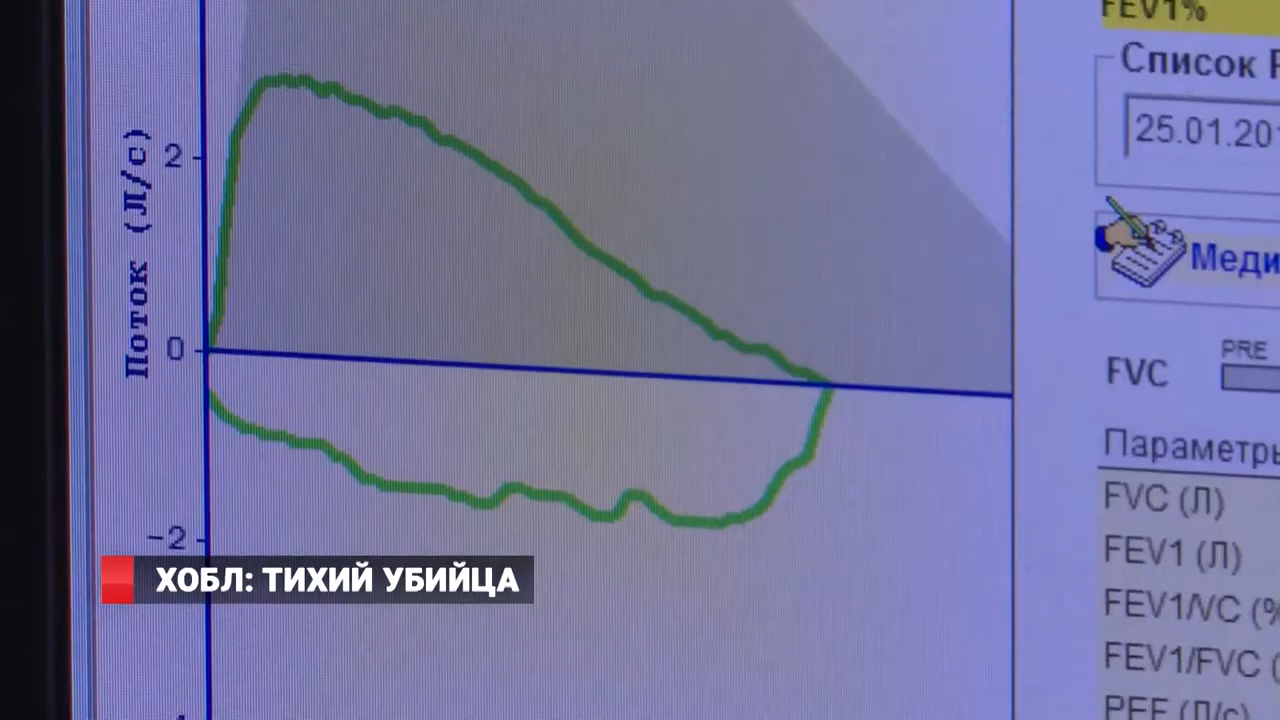 FEV1%
Список
25.01.20
2
Поток (Л/с)
0
-2
Меди
PRE
FVC
Параметры
FVC (Л)
FEV1 (Л)
FEV1/VC (%
FEV1/FVC (
PEF (Л/с)
ХОБЛ: ТИХИЙ УБИЙЦА